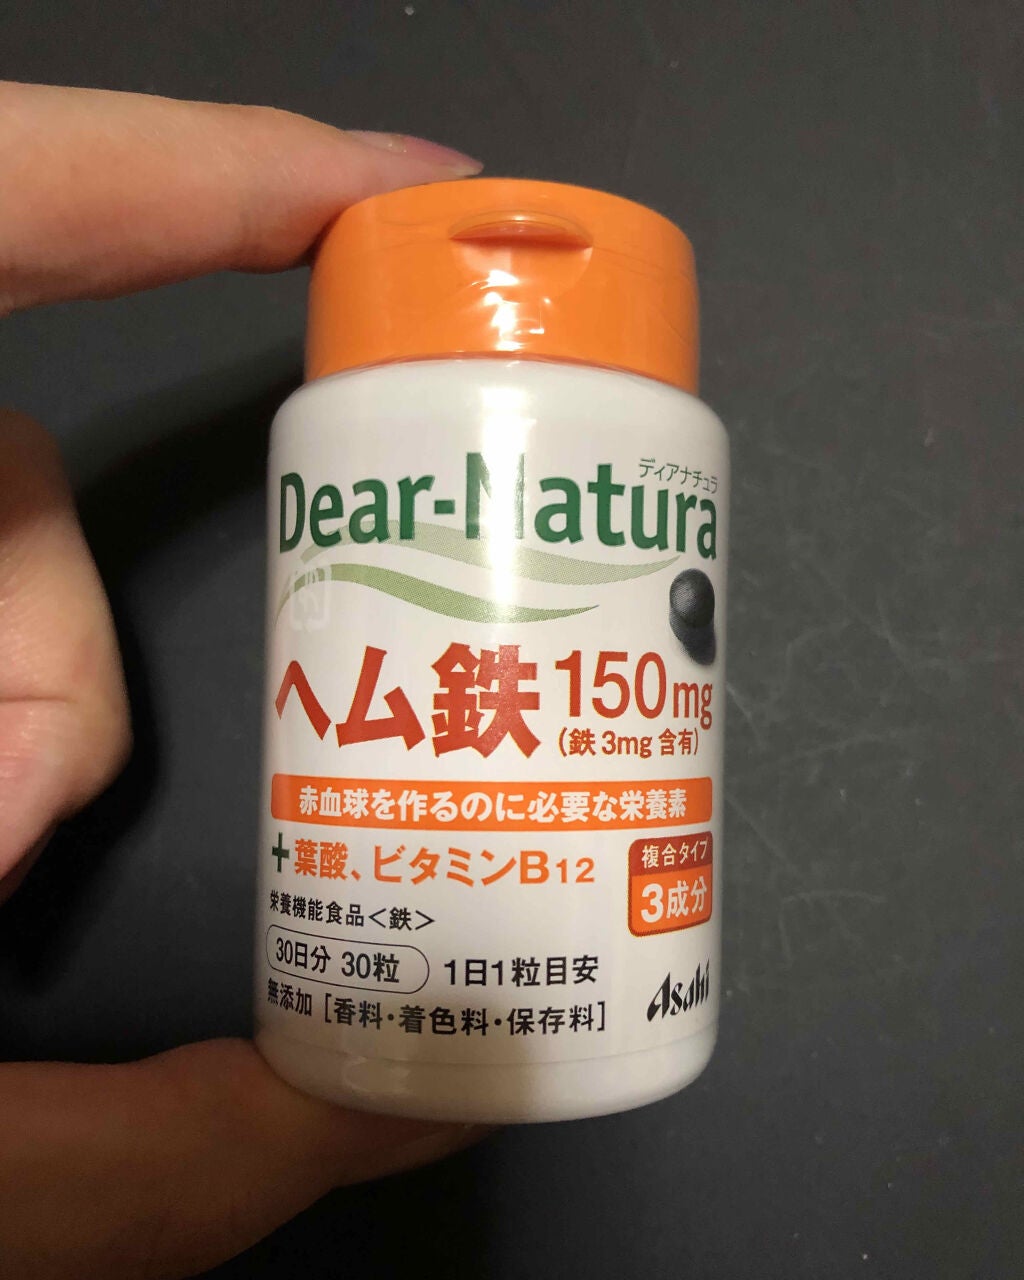 ディアナチュラ
Dear-Natura
ヘム鉄 150mg
(鉄3mg 含有)
赤血球を作るのに必要な栄養素
+葉酸、ビタミンB12
複合タイプ
3成分
栄養機能食品<鉄>
30日分 30粒 1日1粒目安
無添加 [香料・着色料・保存料]
Asahi